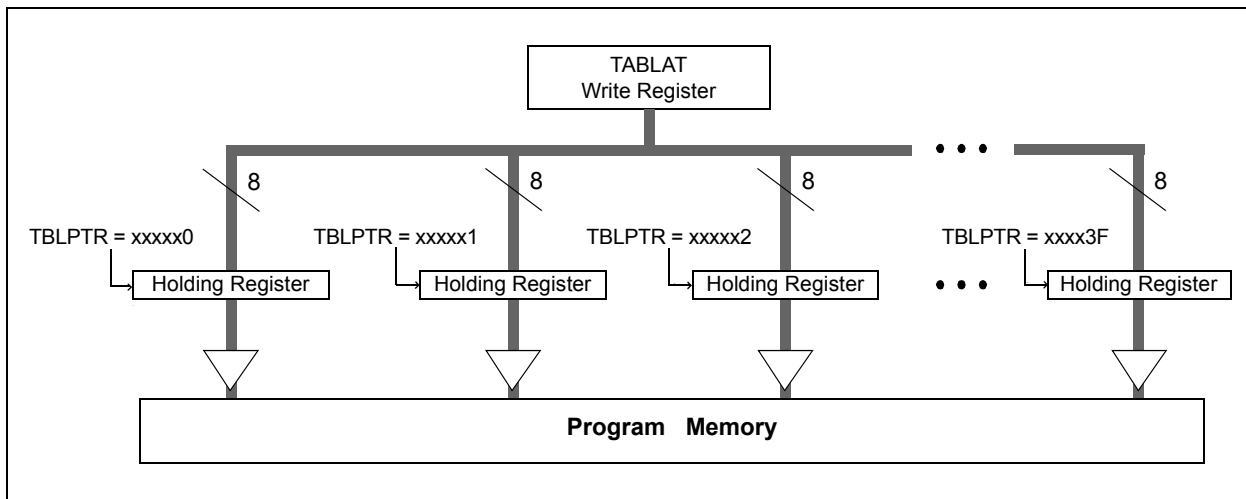 TABLAT
Write Register
8
8
8
8
TBLPTR = xxxxx0
TBLPTR = xxxxx1
TBLPTR = xxxxx2
TBLPTR = xxxx3F
Holding Register
Holding Register
Holding Register
Holding Register
Program Memory